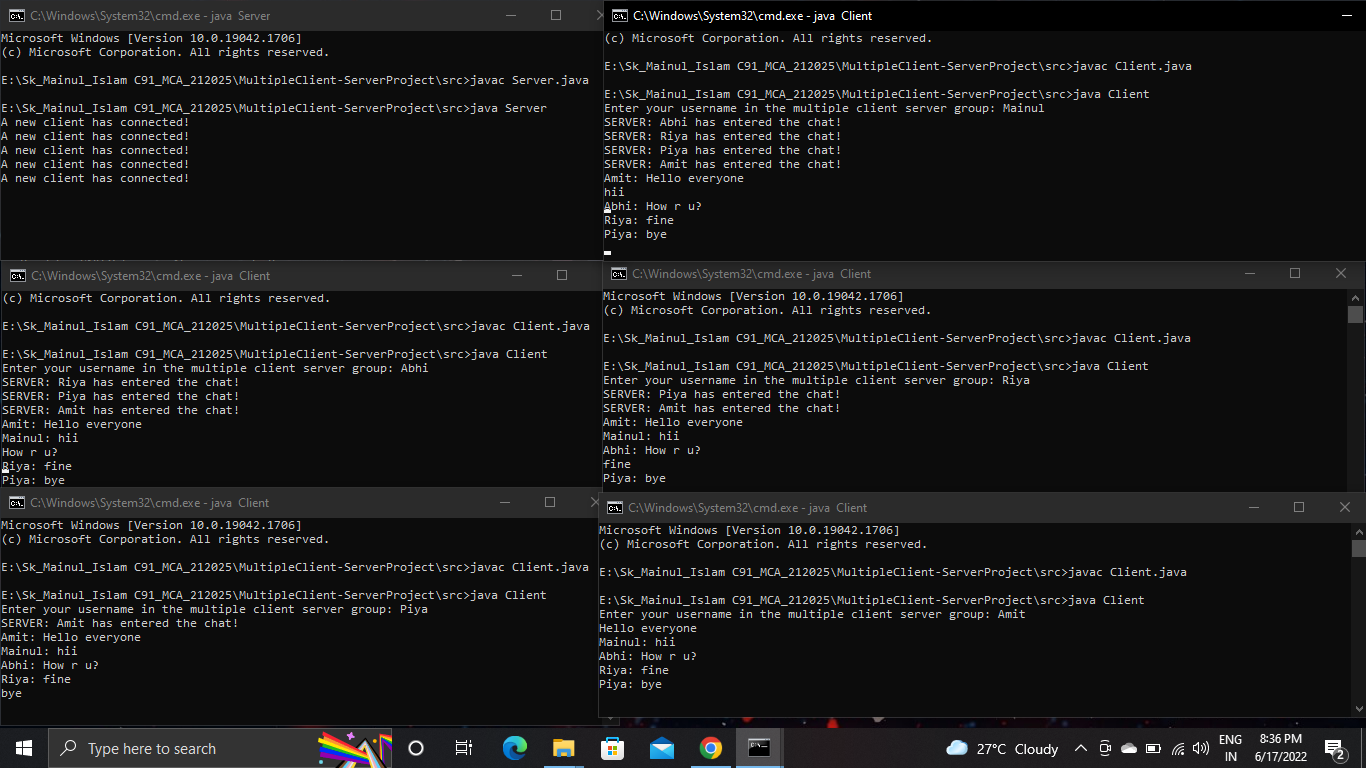 C:\Windows\System32\cmd.exe - java Server
Microsoft Windows [Version 10.0.19042.1706]
(c) Microsoft Corporation. All rights reserved.
E:\Sk_Mainul_Islam C91_MCA_212025\MultipleClient-ServerProject\src>javac Server.java
E:\Sk_Mainul_Islam C91_MCA_212025\MultipleClient-ServerProject\src>java Server
A new client has connected!
A new client has connected!
A new client has connected!
A new client has connected!
A new client has connected!
C:\Windows\System32\cmd.exe - java Client
(c) Microsoft Corporation. All rights reserved.
E:\Sk_Mainul_Islam C91_MCA_212025\MultipleClient-ServerProject\src>javac Client.java
E:\Sk_Mainul_Islam C91_MCA_212025\MultipleClient-ServerProject\src>java Client
Enter your username in the multiple client server group: Mainul
SERVER: Abhi has entered the chat!
SERVER: Riya has entered the chat!
SERVER: Piya has entered the chat!
SERVER: Amit has entered the chat!
Amit: Hello everyone
hii
Abhi: How r u?
Riya: fine
Piya: bye
C:\Windows\System32\cmd.exe - java Client
(c) Microsoft Corporation. All rights reserved.
E:\Sk_Mainul_Islam C91_MCA_212025\MultipleClient-ServerProject\src>javac Client.java
E:\Sk_Mainul_Islam C91_MCA_212025\MultipleClient-ServerProject\src>java Client
Enter your username in the multiple client server group: Abhi
SERVER: Riya has entered the chat!
SERVER: Piya has entered the chat!
SERVER: Amit has entered the chat!
Amit: Hello everyone
Mainul: hii
How r u?
Riya: fine
Piya: bye
C:\Windows\System32\cmd.exe - java Client
Microsoft Windows [Version 10.0.19042.1706]
(c) Microsoft Corporation. All rights reserved.
E:\Sk_Mainul_Islam C91_MCA_212025\MultipleClient-ServerProject\src>javac Client.java
E:\Sk_Mainul_Islam C91_MCA_212025\MultipleClient-ServerProject\src>java Client
Enter your username in the multiple client server group: Riya
SERVER: Piya has entered the chat!
SERVER: Amit has entered the chat!
Amit: Hello everyone
Mainul: hii
Abhi: How r u?
fine
Piya: bye
C:\Windows\System32\cmd.exe - java Client
Microsoft Windows [Version 10.0.19042.1706]
(c) Microsoft Corporation. All rights reserved.
E:\Sk_Mainul_Islam C91_MCA_212025\MultipleClient-ServerProject\src>javac Client.java
E:\Sk_Mainul_Islam C91_MCA_212025\MultipleClient-ServerProject\src>java Client
Enter your username in the multiple client server group: Piya
SERVER: Amit has entered the chat!
Amit: Hello everyone
Mainul: hii
Abhi: How r u?
Riya: fine
bye
C:\Windows\System32\cmd.exe - java Client
Microsoft Windows [Version 10.0.19042.1706]
(c) Microsoft Corporation. All rights reserved.
E:\Sk_Mainul_Islam C91_MCA_212025\MultipleClient-ServerProject\src>javac Client.java
E:\Sk_Mainul_Islam C91_MCA_212025\MultipleClient-ServerProject\src>java Client
Enter your username in the multiple client server group: Amit
Hello everyone
Mainul: hii
Abhi: How r u?
Riya: fine
Piya: bye
Type here to search
27°C Cloudy
ENG
IN
8:36 PM
6/17/2022
2